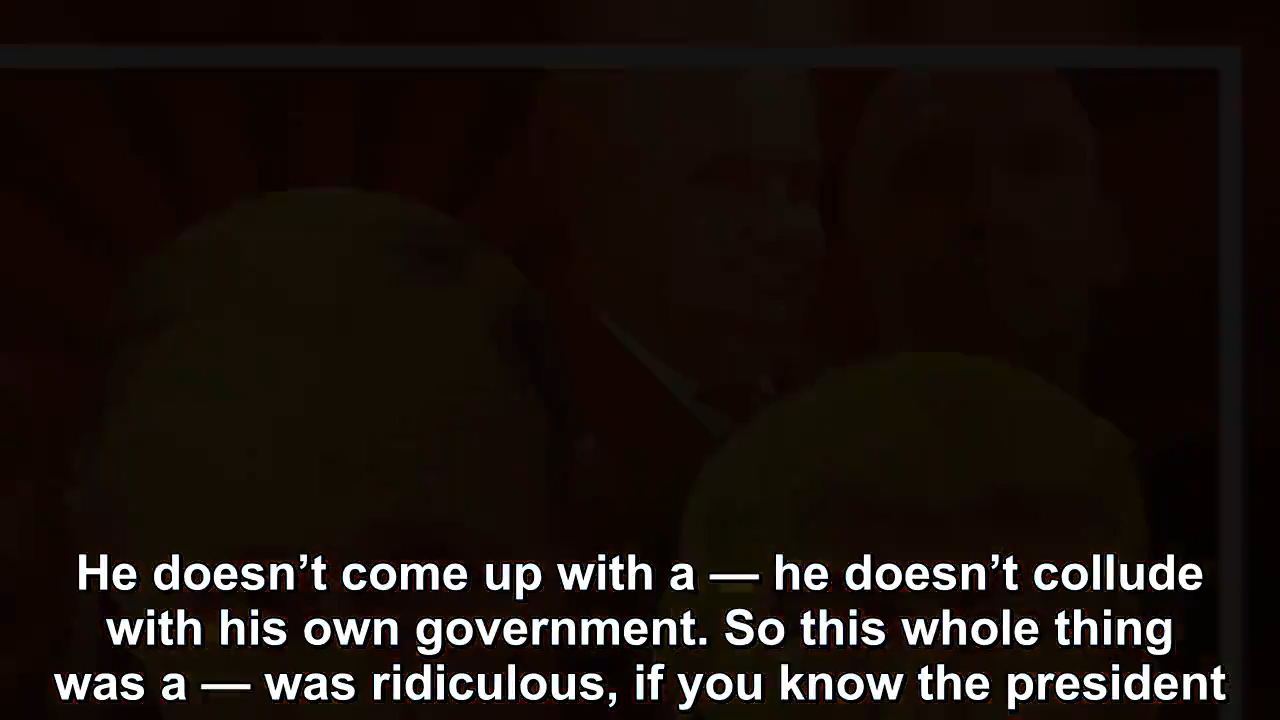 He doesn’t come up with a — he doesn’t collude
with his own government. So this whole thing
was a — was ridiculous, if you know the president